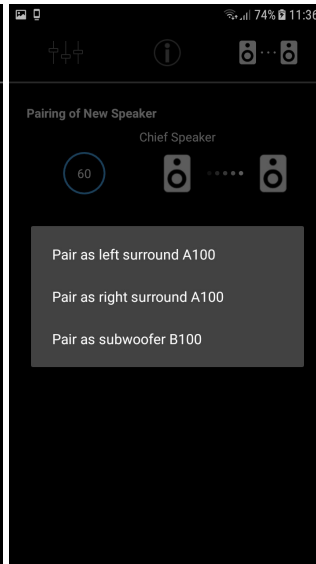 74% 11:36
Pairing of New Speaker
Chief Speaker
60
Pair as left surround A100
Pair as right surround A100
Pair as subwoofer B100